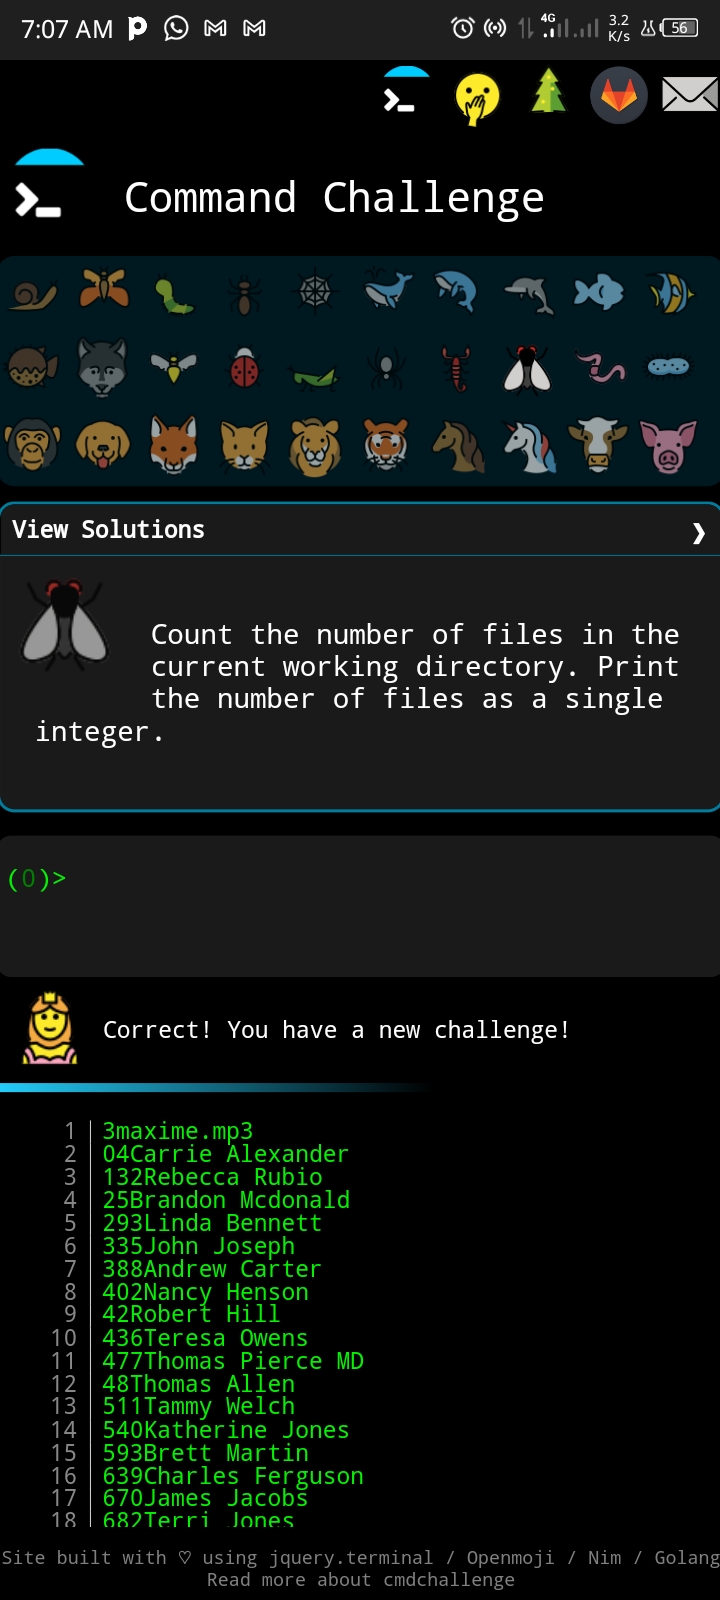 7:07 AM
4G
3.2
K/s
56
Command Challenge
View Solutions
Count the number of files in the
current working directory. Print
the number of files as a single
integer.
(0)>
Correct! You have a new challenge!
1 3maxime.mp3
2 04Carrie Alexander
3 132Rebecca Rubio
4 25Brandon Mcdonald
5 293Linda Bennett
6 335John Joseph
7 388Andrew Carter
8 402Nancy Henson
9 42Robert Hill
10 436Teresa Owens
11 477Thomas Pierce MD
12 48Thomas Allen
13 511Tammy Welch
14 540Katherine Jones
15 593Brett Martin
16 639Charles Ferguson
17 670James Jacobs
18 682Terri Jones
Site built with ♡ using jquery.terminal / Openmoji / Nim / Golang
Read more about cmdchallenge